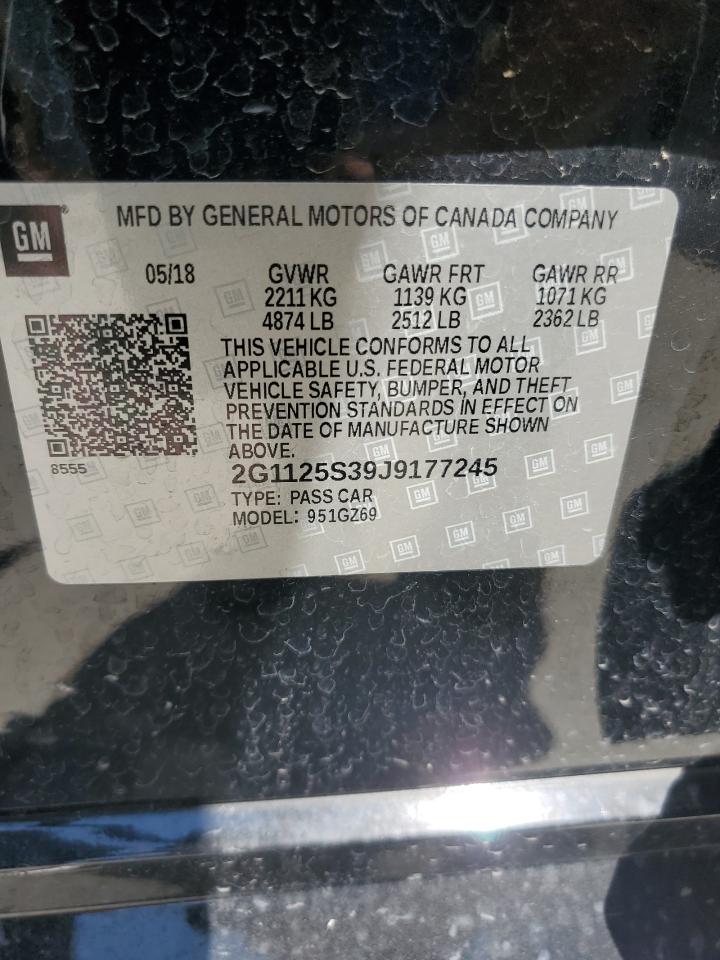 GM
MFD BY GENERAL MOTORS OF CANADA COMPANY
05/18 GVWR GAWR FRT GAWR RR
2211 KG 1139 KG 1071 KG
4874 LB 2512 LB 2362 LB
THIS VEHICLE CONFORMS TO ALL
APPLICABLE U.S. FEDERAL MOTOR
VEHICLE SAFETY, BUMPER, AND THEFT
PREVENTION STANDARDS IN EFFECT ON
THE DATE OF MANUFACTURE SHOWN
ABOVE.
8555
2G1125S39J9177245
TYPE: PASS CAR
MODEL: 951GZ69